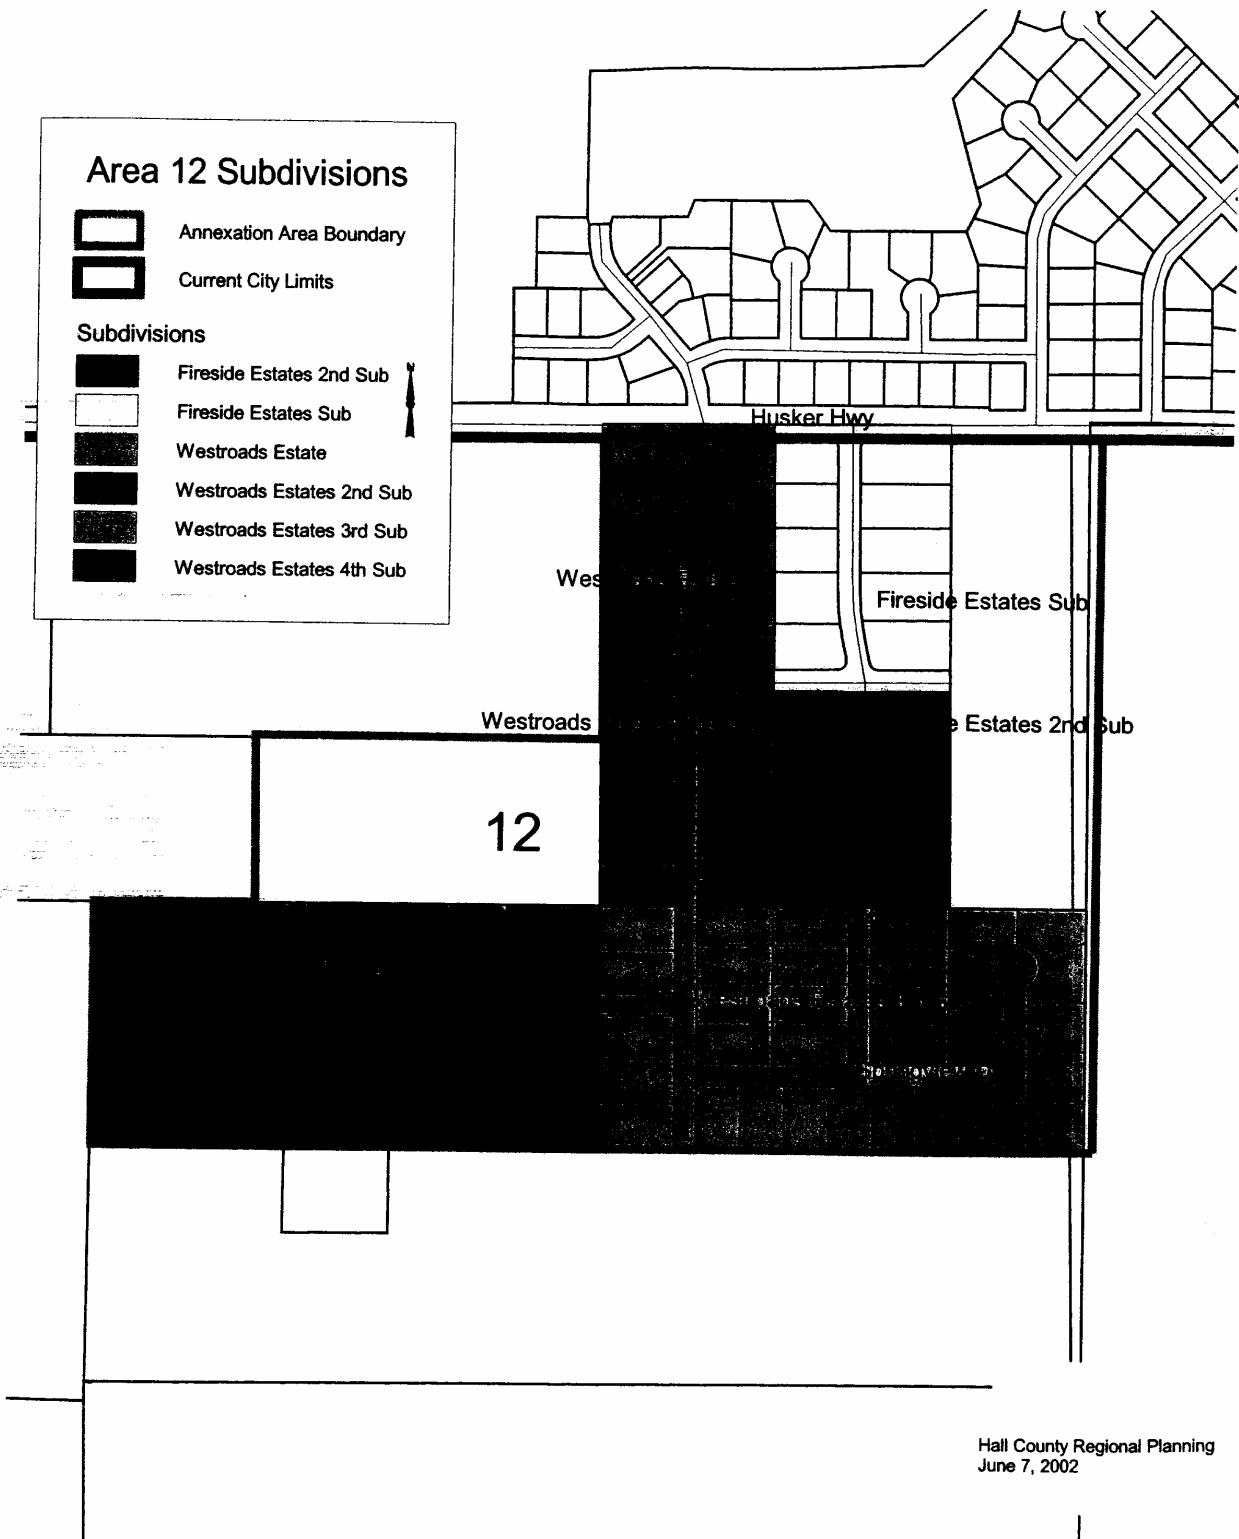 Area 12 Subdivisions
Annexation Area Boundary
Current City Limits
Subdivisions
Fireside Estates 2nd Sub
N
Fireside Estates Sub
Westroads Estate
Westroads Estates 2nd Sub
Westroads Estates 3rd Sub
Westroads Estates 4th Sub
Husker Hwy
Wes
Fireside Estates Sub
Westroads
e Estates 2nd Sub
12
Hall County Regional Planning
June 7, 2002